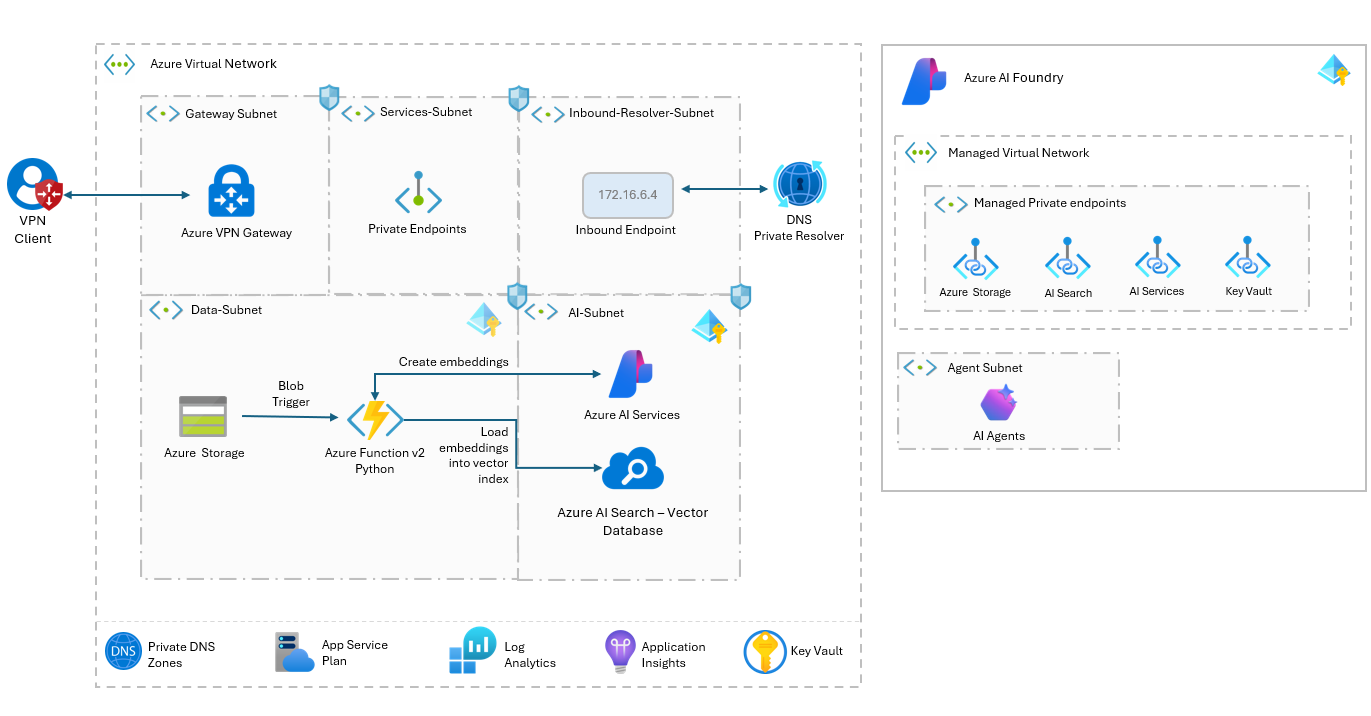 Azure Virtual Network
Gateway Subnet
Services-Subnet
Inbound-Resolver-Subnet
VPN
Client
Azure VPN Gateway
Private Endpoints
172.16.6.4
Inbound Endpoint
DNS
Private Resolver
Data-Subnet
AI-Subnet
Create embeddings
Blob
Trigger
Azure Storage
Azure Function v2
Python
Load
embeddings
into vector
index
Azure AI Services
Azure AI Search – Vector
Database
DNS
Private DNS
Zones
App Service
Plan
Log
Analytics
Application
Insights
Key Vault
Azure AI Foundry
Managed Virtual Network
Managed Private endpoints
Azure Storage
AI Search
AI Services
Key Vault
Agent Subnet
AI Agents